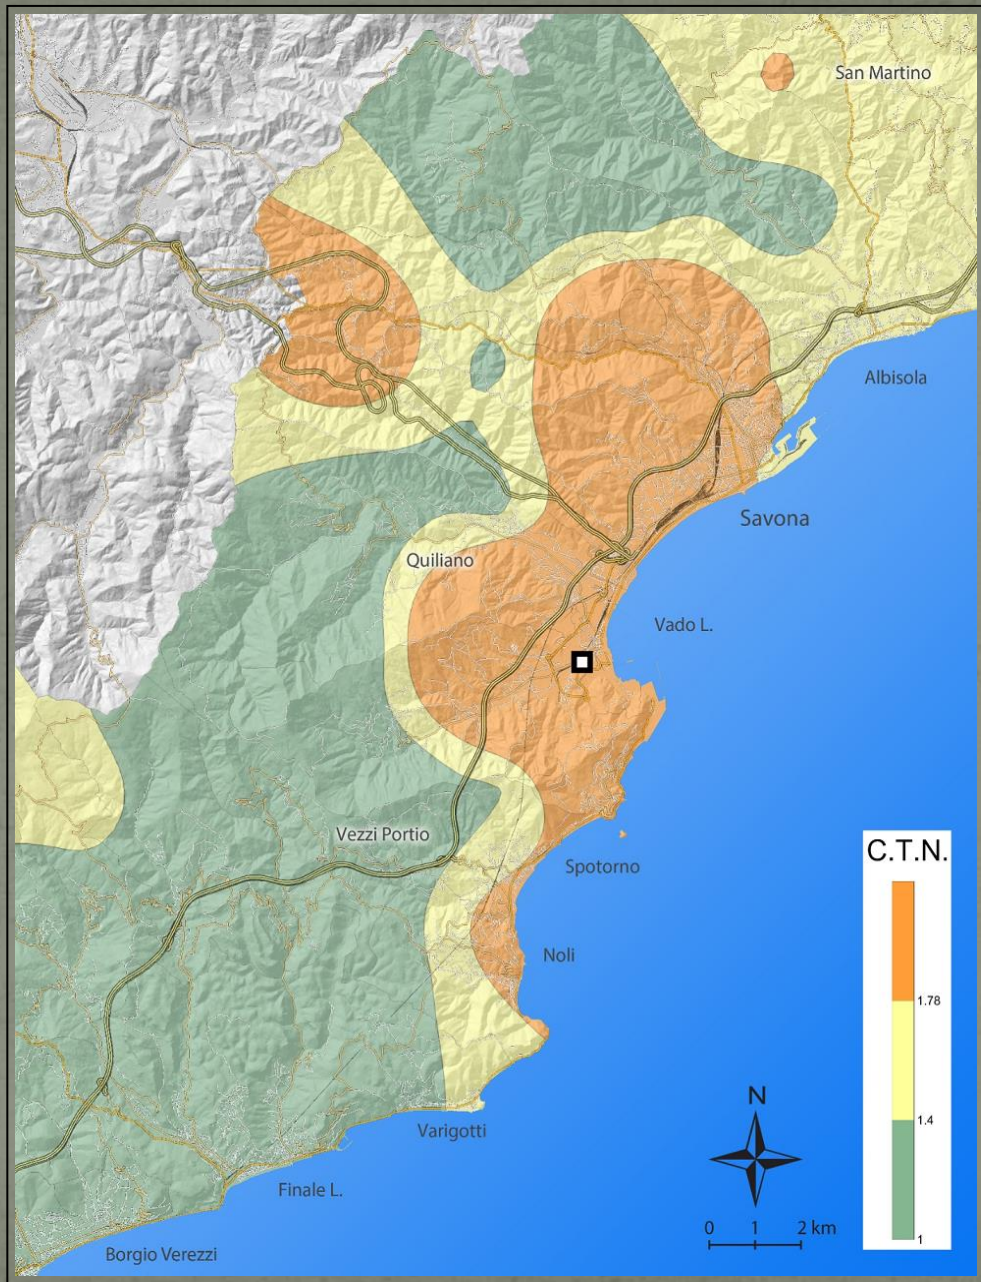 San Martino
Albisola
Savona
Quiliano
Vado L.
Vezzi Portio
Spotorno
Noli
Varigotti
Finale L.
Borgio Verezzi
C.T.N.
1.78
1.4
1
N
0 1 2 km